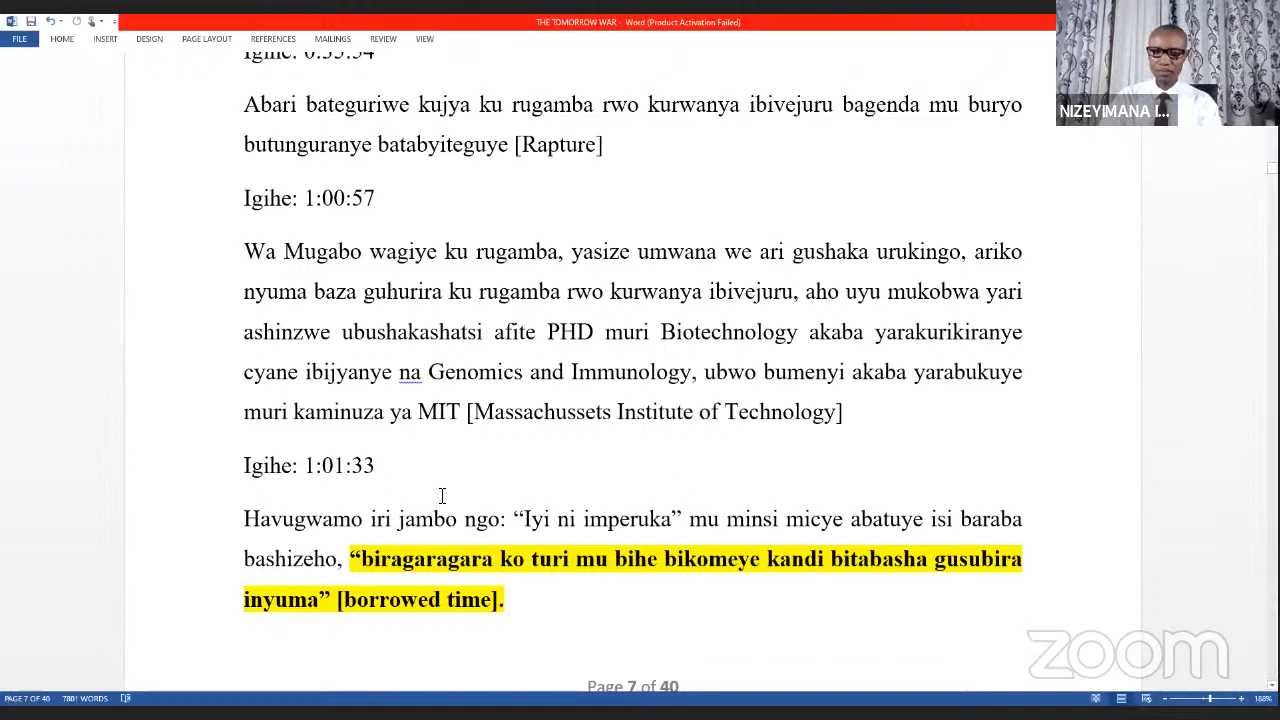 THE TOMORROW WAR - Word (Product Activation Failed)
FILE HOME INSERT DESIGN PAGE LAYOUT REFERENCES MAILINGS REVIEW VIEW
NIZEYIMANA I...
Igihe: 0:55:54
Abari bateguriwe kujya ku rugamba rwo kurwanya ibivejuru bagenda mu buryo
butunguranye batabyiteguye [Rapture]
Igihe: 1:00:57
Wa Mugabo wagiye ku rugamba, yasize umwana we ari gushaka urukingo, ariko
nyuma baza guhurira ku rugamba rwo kurwanya ibivejuru, aho uyu mukobwa yari
ashinzwe ubushakashatsi afite PHD muri Biotechnology akaba yarakurikiranye
cyane ibijyanye na Genomics and Immunology, ubwo bumenyi akaba yarabukuye
muri kaminuza ya MIT [Massachussets Institute of Technology]
Igihe: 1:01:33
Havugwamo iri jambo ngo: “Iyi ni imperuka” mu minsi micye abatuye isi baraba
bashizeho, “biragaragara ko turi mu bihe bikomeye kandi bitabasha gusubira
inyuma” [borrowed time].
zoom
Page 7 of 40
PAGE 7 OF 40 7801 WORDS 188%